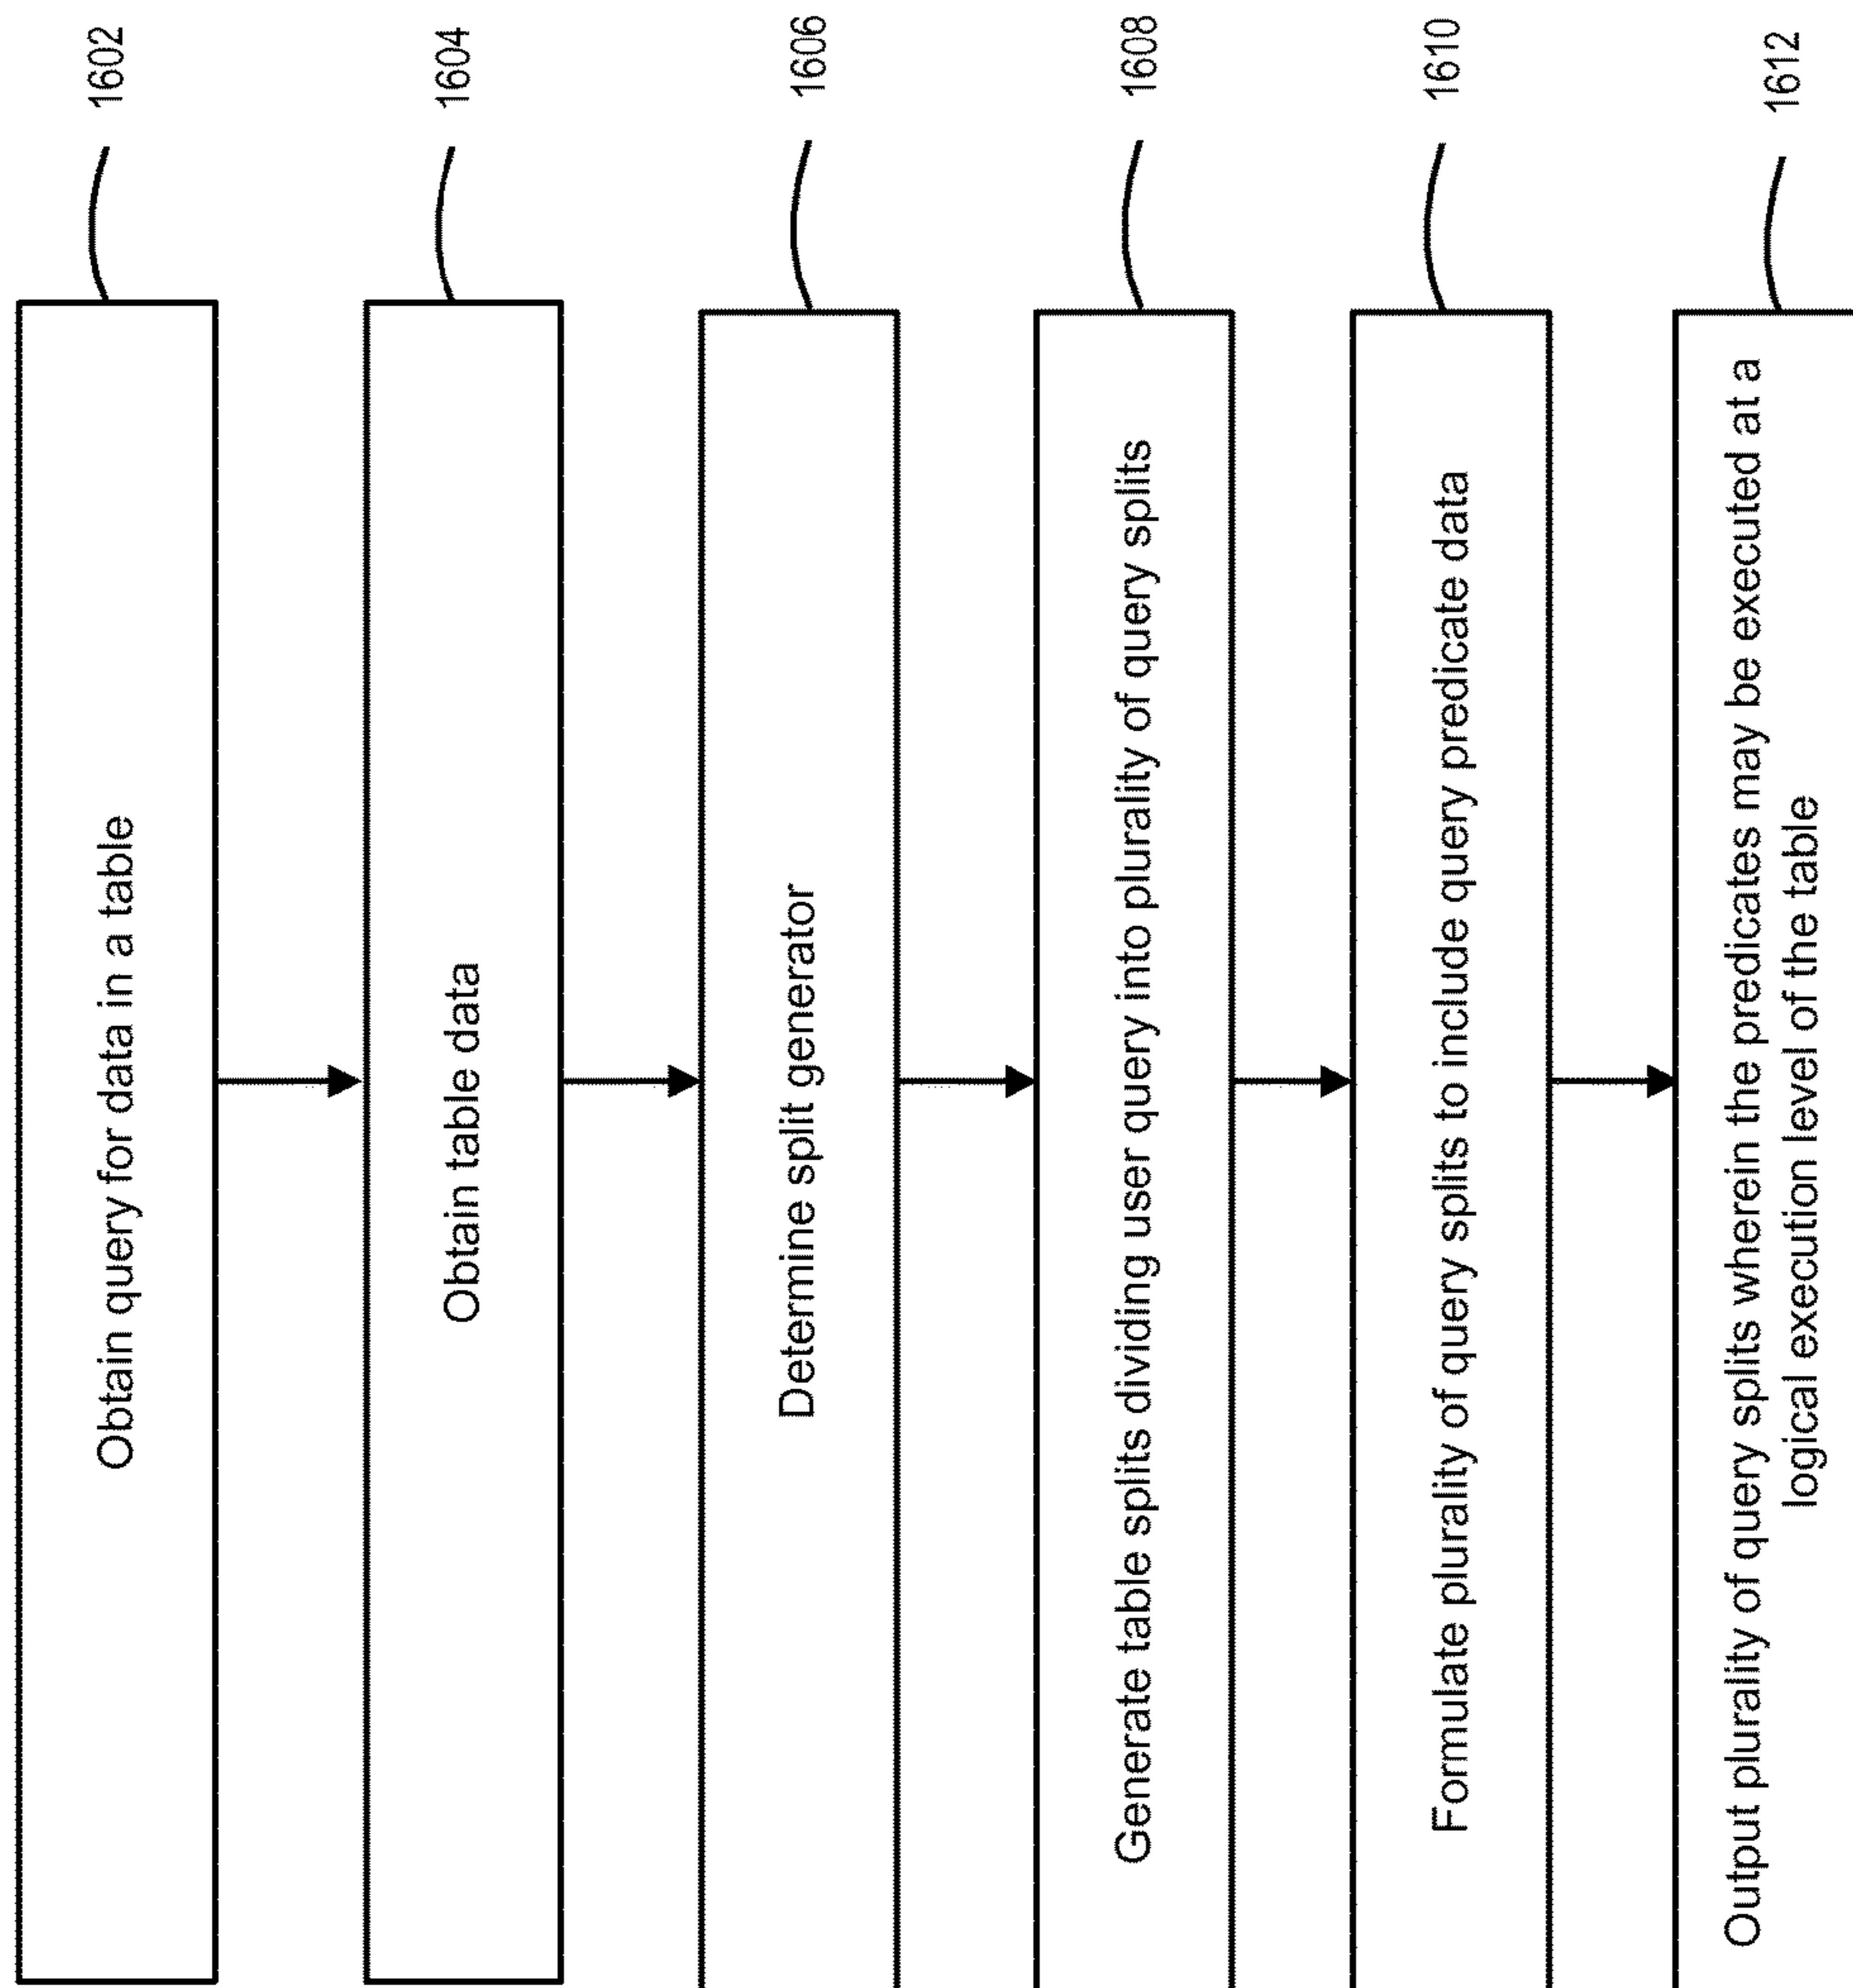 1602
Obtain query for data in a table
1604
Obtain table data
1606
Determine split generator
1608
Generate table splits dividing user query into plurality of query splits
1610
Formulate plurality of query splits to include query predicate data
1612
Output plurality of query splits wherein the predicates may be executed at a
logical execution level of the table